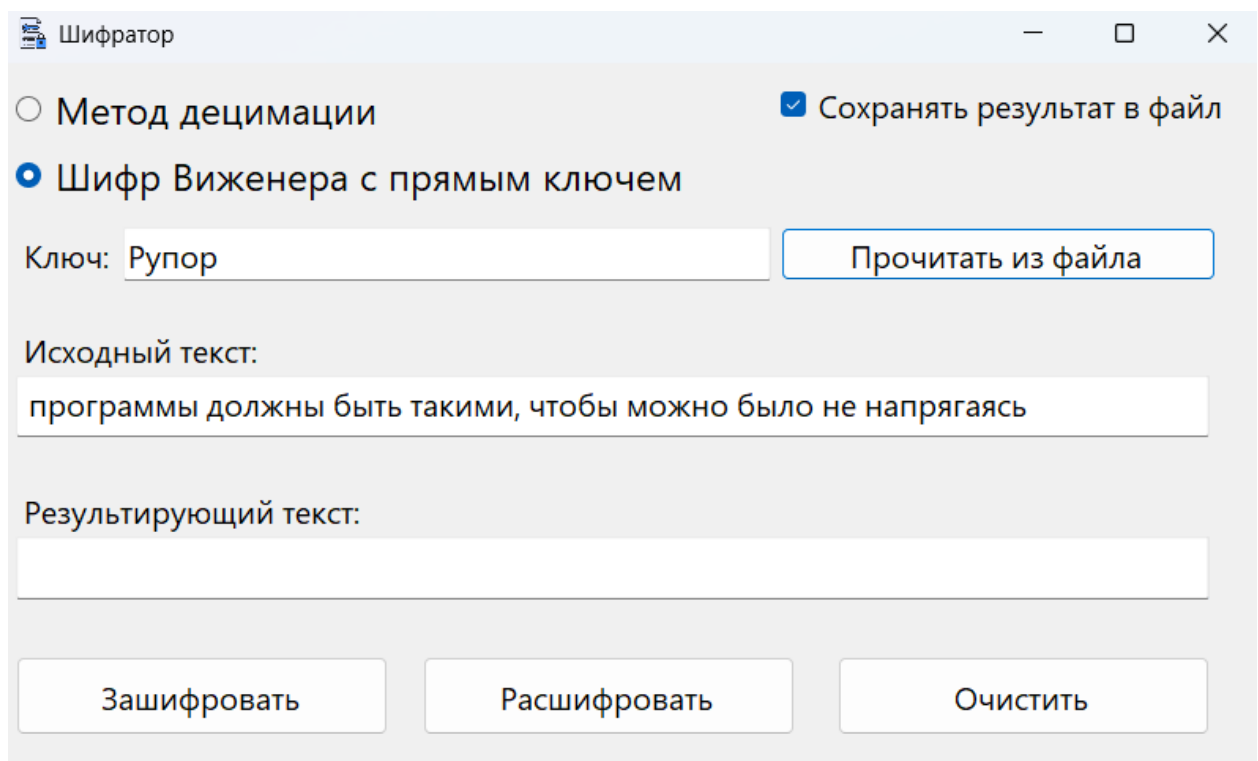 Шифратор
Метод децимации
Сохранять результат в файл
Шифр Виженера с прямым ключем
Ключ: Рупор
Прочитать из файла
Исходный текст:
программы должны быть такими, чтобы можно было не напрягаясь
Результирующий текст:
Зашифровать
Расшифровать
Очистить